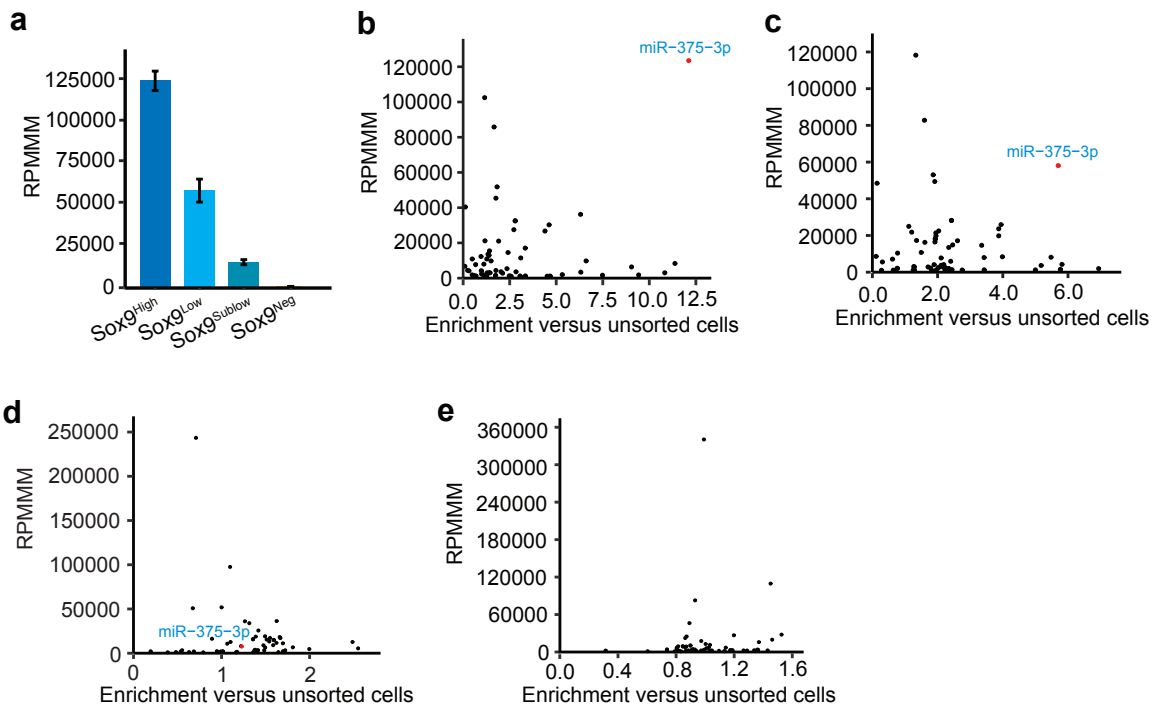 a
125000
100000
75000
50000
25000
0
RPMMM
Sox9High
Sox9Low
Sox9Sublow
Sox9Neg
b
miR−375−3p
120000
100000
80000
60000
40000
20000
0
RPMMM
0.0 2.5 5.0 7.5 10.0 12.5
Enrichment versus unsorted cells
c
120000
100000
80000
miR−375−3p
60000
40000
20000
0
RPMMM
0.0 2.0 4.0 6.0
Enrichment versus unsorted cells
d
250000
200000
150000
100000
50000
miR−375−3p
0
RPMMM
0 1 2
Enrichment versus unsorted cells
e
360000
300000
240000
180000
120000
60000
0
RPMMM
0.0 0.4 0.8 1.2 1.6
Enrichment versus unsorted cells